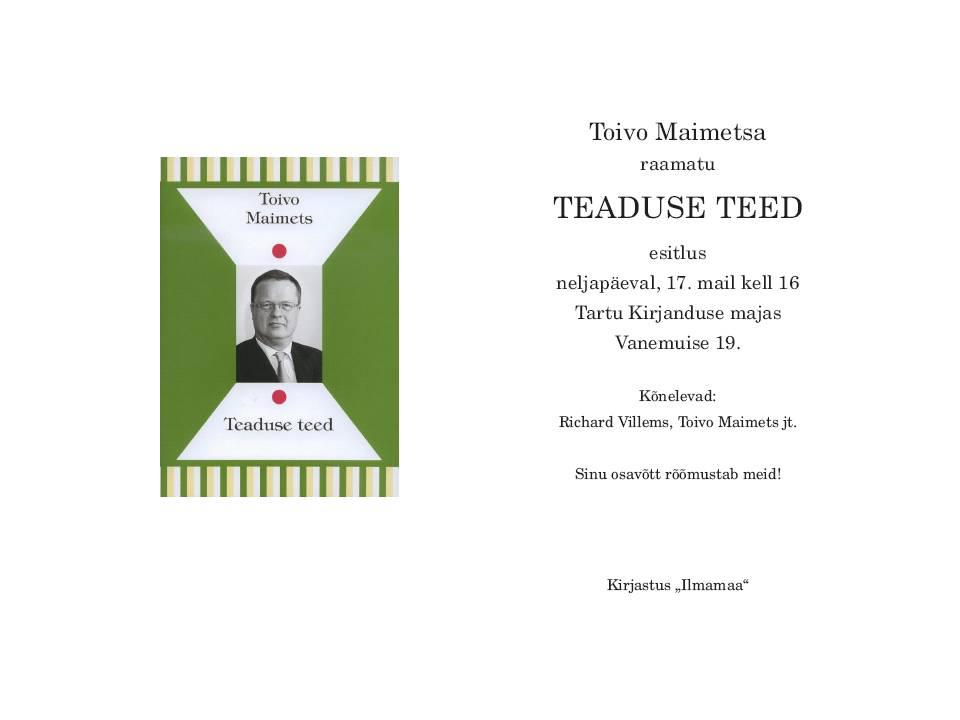 Toivo
Maimets
Teaduse teed
Toivo Maimetsa
raamatu
TEADUSE TEED
esitlus
neljapäeval, 17. mail kell 16
Tartu Kirjanduse majas
Vanemuise 19.
Kõnelevad:
Richard Villems, Toivo Maimets jt.
Sinu osavõtt rõõmustab meid!
Kirjastus „Ilmamaa“